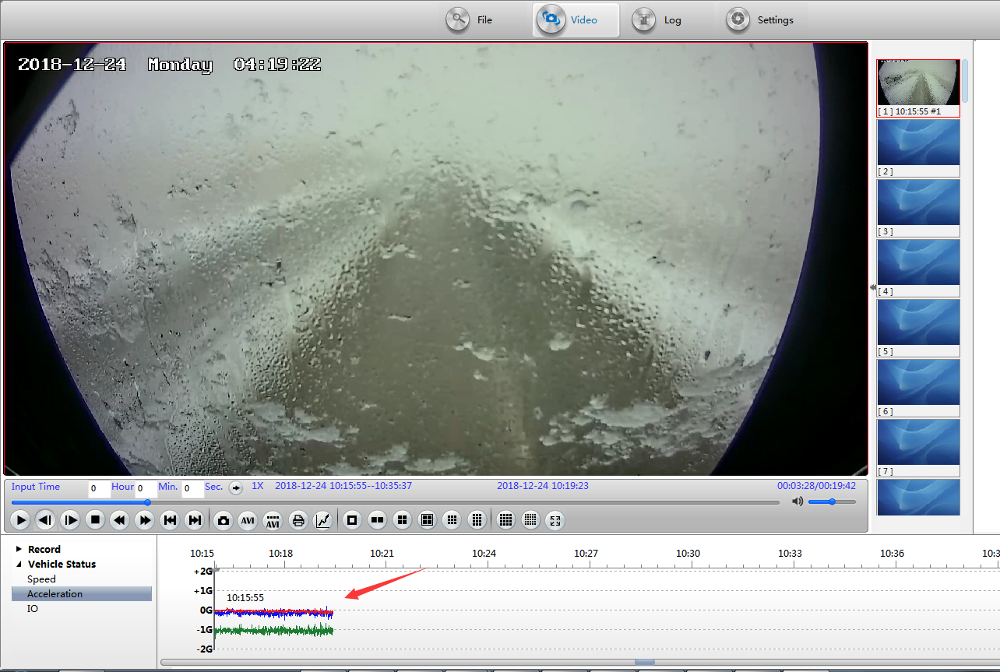 File Video Log Settings
2018-12-24 Monday 04:19:22
[ 1 ] 10:15:55 #1
[ 2 ]
[ 3 ]
[ 4 ]
[ 5 ]
[ 6 ]
[ 7 ]
Input Time 0 Hour 0 Min. 0 Sec. 1X 2018-12-24 10:15:55--10:35:37 2018-12-24 10:19:23 00:03:28/00:19:42
AVI AVI
Record
Vehicle Status
Speed
Acceleration
IO
10:15 10:18 10:21 10:24 10:27 10:30 10:33 10:36 10:3
+2G
+1G
10:15:55
0G
-1G
-2G